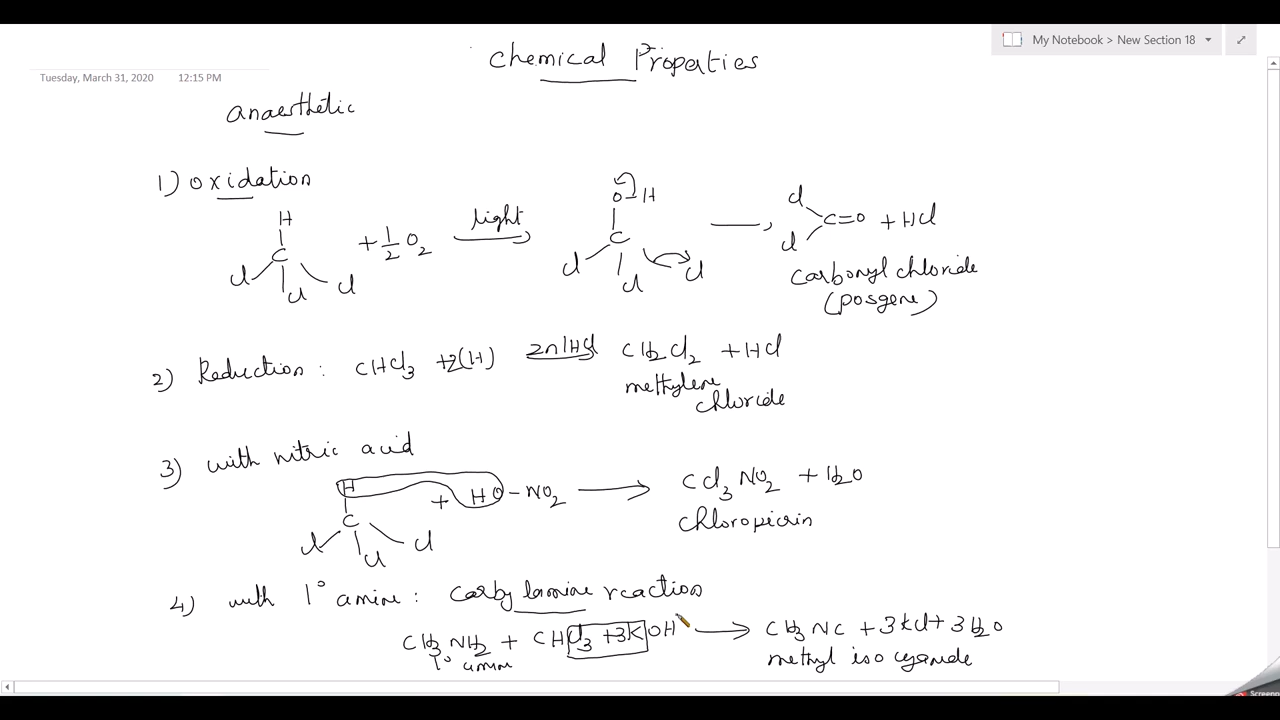 My Notebook > New Section 18
Chemical Properties
Tuesday, March 31, 2020 12:15 PM
anaesthetic
1) oxidation
H
C
Cl Cl Cl
+ 1/2 O2
light
O-H
C
Cl Cl Cl
Cl
Cl
C=O + HCl
carbonyl chloride
(posgene)
2) Reduction : CHCl3 + 2(H) Zn/HCl CH2Cl2 + HCl
methylene
chloride
3) with nitric acid
H
C
Cl Cl Cl
+ HO-NO2 → CCl3NO2 + H2O
chloropicrin
4) with 1° amine : carbylamine reaction
CH3NH2 + CHCl3 + 3KOH → CH3NC + 3KCl + 3H2O
1° amine methyl isocyanide